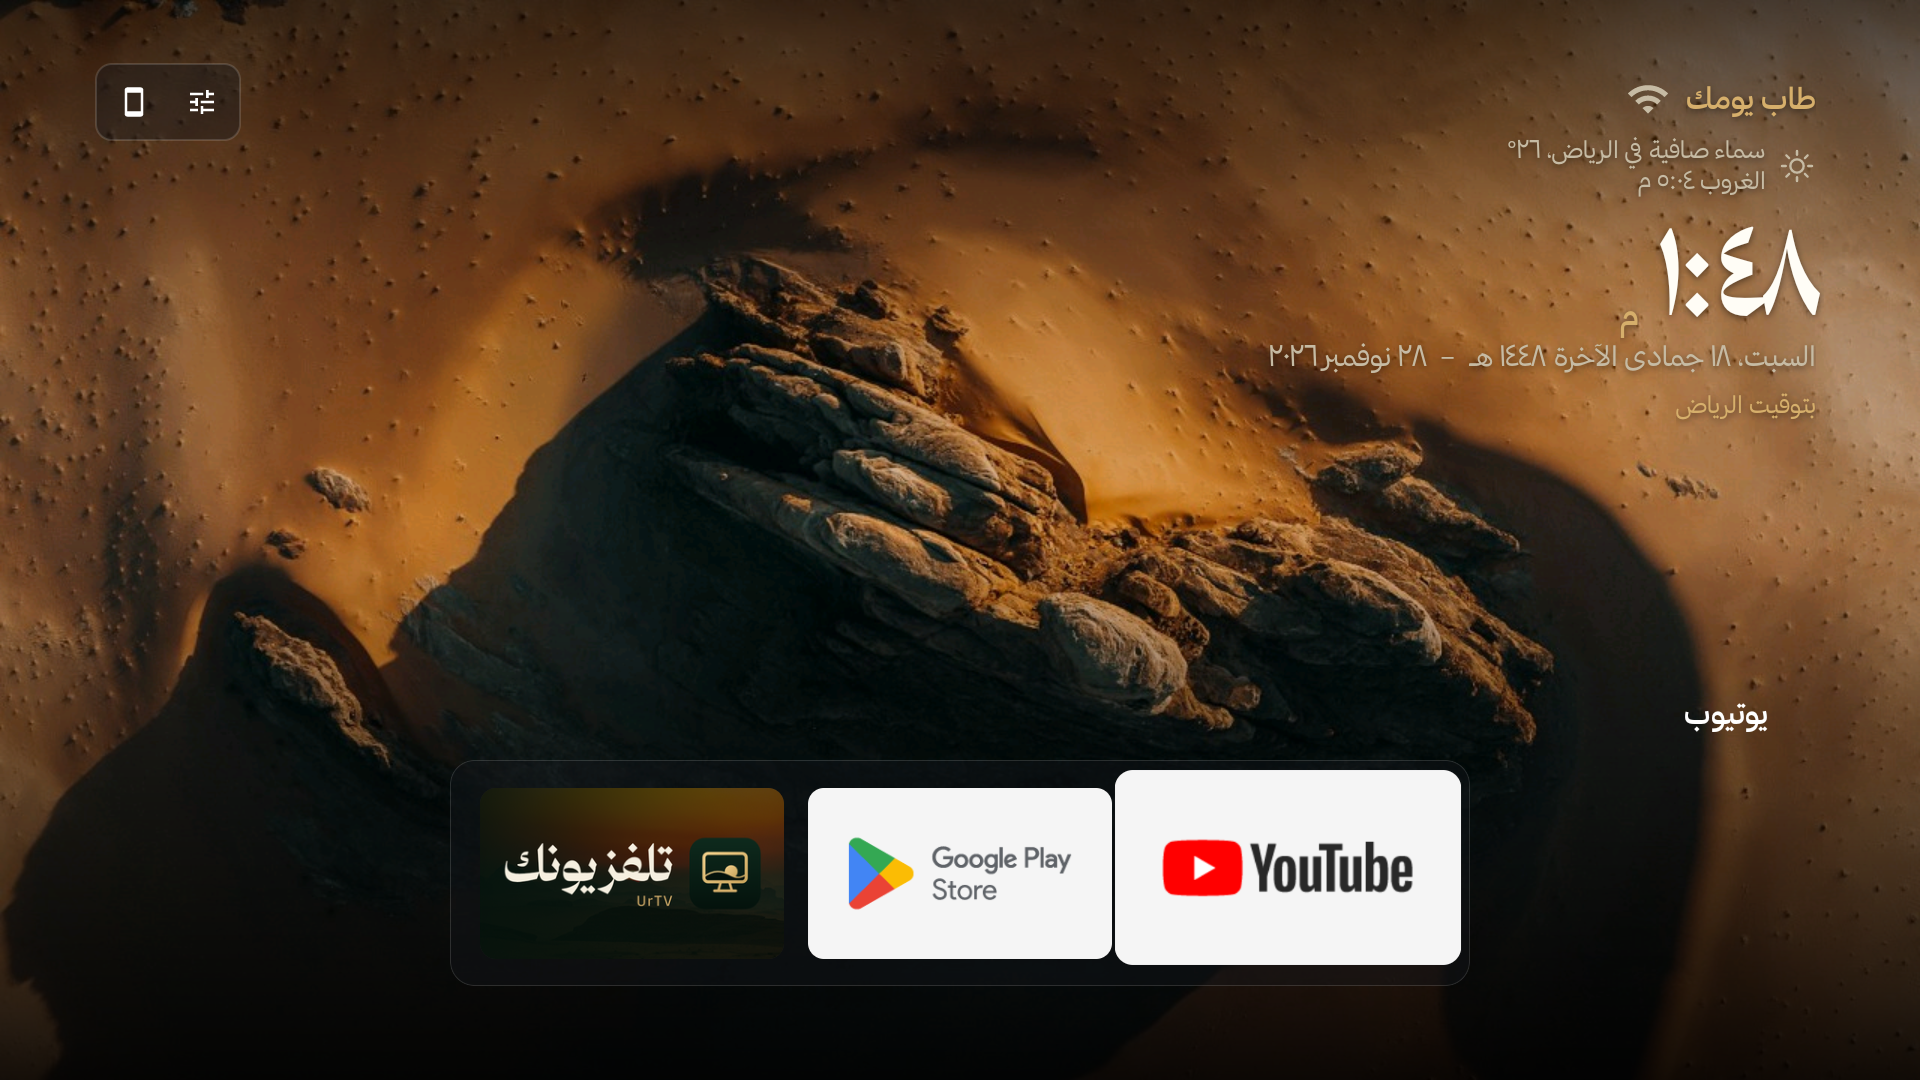 طاب يومك
سماء صافية في الرياض، ٢٦°
الغروب ٥:٠٤ م
١:٤٨ م
السبت، ١٨ جمادى الآخرة ١٤٤٨ هـ – ٢٨ نوفمبر ٢٠٢٦
بتوقيت الرياض
يوتيوب
YouTube
Google Play
Store
تلفزيونك
UrTV